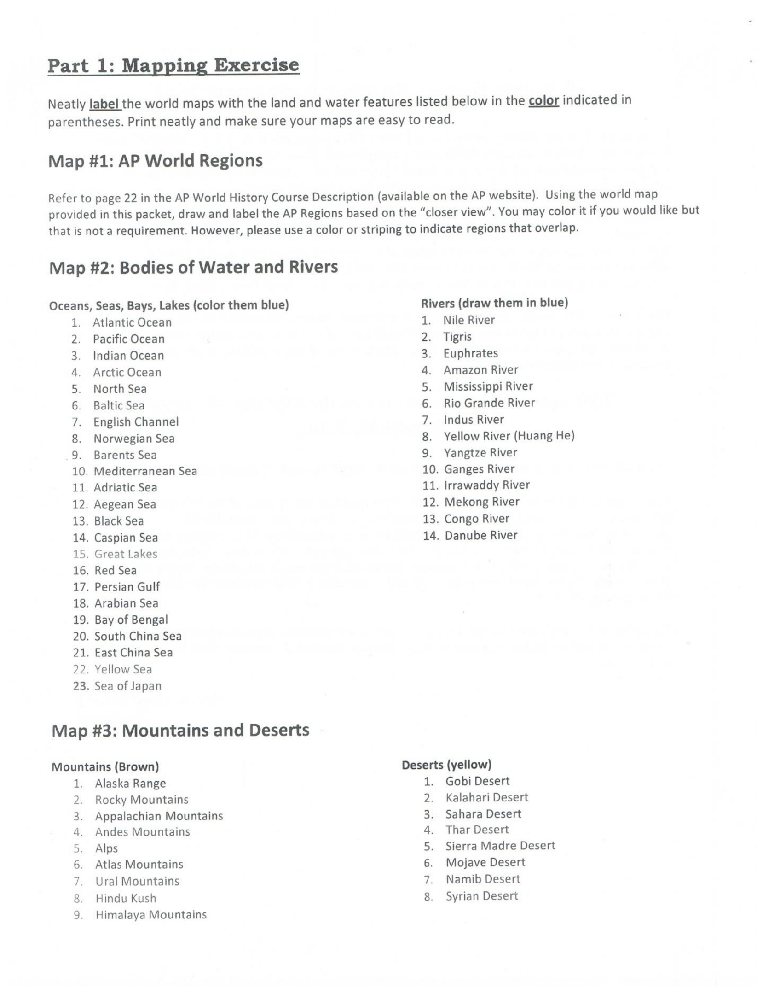 Part 1: Mapping Exercise
Neatly label the world maps with the land and water features listed below in the color indicated in
parentheses. Print neatly and make sure your maps are easy to read.
Map #1: AP World Regions
Refer to page 22 in the AP World History Course Description (available on the AP website). Using the world map
provided in this packet, draw and label the AP Regions based on the “closer view”. You may color it if you would like but
that is not a requirement. However, please use a color or striping to indicate regions that overlap.
Map #2: Bodies of Water and Rivers
Oceans, Seas, Bays, Lakes (color them blue)
1. Atlantic Ocean
2. Pacific Ocean
3. Indian Ocean
4. Arctic Ocean
5. North Sea
6. Baltic Sea
7. English Channel
8. Norwegian Sea
9. Barents Sea
10. Mediterranean Sea
11. Adriatic Sea
12. Aegean Sea
13. Black Sea
14. Caspian Sea
15. Great Lakes
16. Red Sea
17. Persian Gulf
18. Arabian Sea
19. Bay of Bengal
20. South China Sea
21. East China Sea
22. Yellow Sea
23. Sea of Japan
Rivers (draw them in blue)
1. Nile River
2. Tigris
3. Euphrates
4. Amazon River
5. Mississippi River
6. Rio Grande River
7. Indus River
8. Yellow River (Huang He)
9. Yangtze River
10. Ganges River
11. Irrawaddy River
12. Mekong River
13. Congo River
14. Danube River
Map #3: Mountains and Deserts
Mountains (Brown)
1. Alaska Range
2. Rocky Mountains
3. Appalachian Mountains
4. Andes Mountains
5. Alps
6. Atlas Mountains
7. Ural Mountains
8. Hindu Kush
9. Himalaya Mountains
Deserts (yellow)
1. Gobi Desert
2. Kalahari Desert
3. Sahara Desert
4. Thar Desert
5. Sierra Madre Desert
6. Mojave Desert
7. Namib Desert
8. Syrian Desert